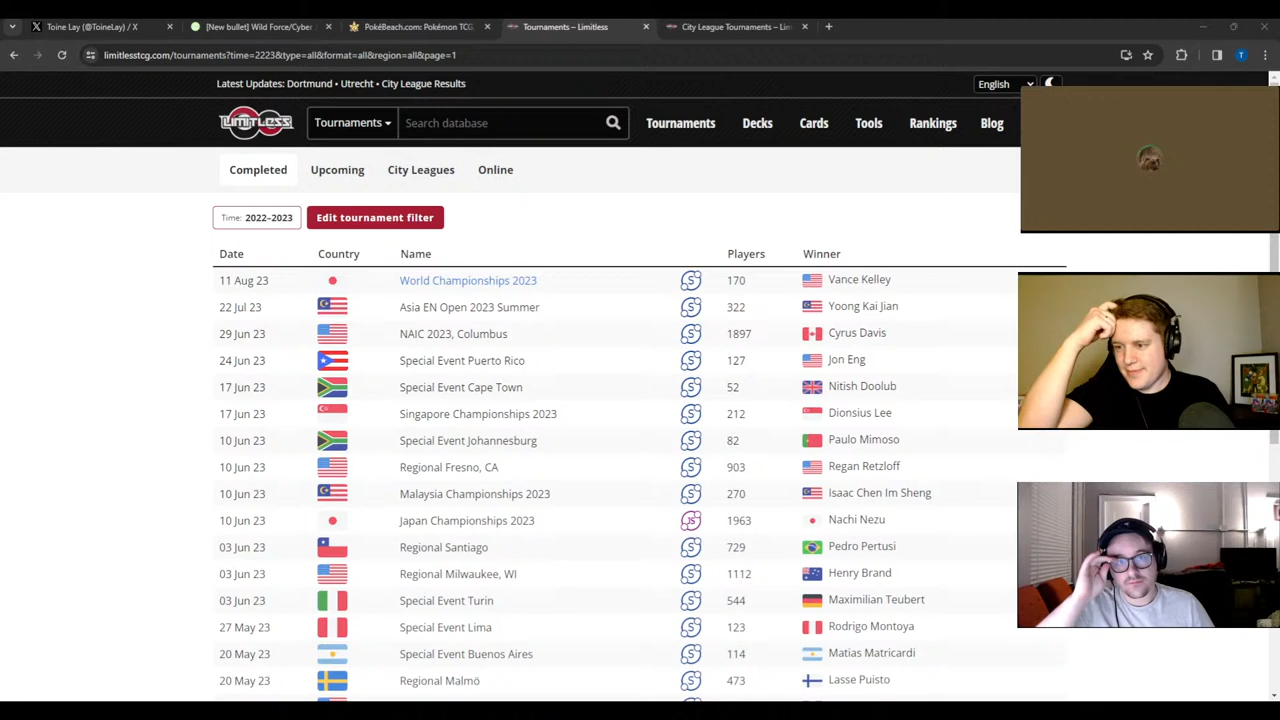 Toine Lay (@ToineLay) / X
[New bullet] Wild Force/Cyber
PokéBeach.com: Pokémon TCG
Tournaments – Limitless
City League Tournaments – Lim
limitlesstcg.com/tournaments?time=2223&type=all&format=all&region=all&page=1
T
Latest Updates: Dortmund • Utrecht • City League Results
English
LIMITLESS
Tournaments
Search database
Tournaments
Decks
Cards
Tools
Rankings
Blog
Completed
Upcoming
City Leagues
Online
Time: 2022–2023
Edit tournament filter
Date Country Name Players Winner
11 Aug 23 World Championships 2023 S 170 Vance Kelley
22 Jul 23 Asia EN Open 2023 Summer S 322 Yoong Kai Jian
29 Jun 23 NAIC 2023, Columbus S 1897 Cyrus Davis
24 Jun 23 Special Event Puerto Rico S 127 Jon Eng
17 Jun 23 Special Event Cape Town S 52 Nitish Doolub
17 Jun 23 Singapore Championships 2023 S 212 Dionsius Lee
10 Jun 23 Special Event Johannesburg S 82 Paulo Mimoso
10 Jun 23 Regional Fresno, CA S 903 Regan Retzloff
10 Jun 23 Malaysia Championships 2023 S 270 Isaac Chen Im Sheng
10 Jun 23 Japan Championships 2023 JS 1963 Nachi Nezu
03 Jun 23 Regional Santiago S 729 Pedro Pertusi
03 Jun 23 Regional Milwaukee, WI S 1112 Henry Brand
03 Jun 23 Special Event Turin S 544 Maximilian Teubert
27 May 23 Special Event Lima S 123 Rodrigo Montoya
20 May 23 Special Event Buenos Aires S 114 Matias Matricardi
20 May 23 Regional Malmö S 473 Lasse Puisto